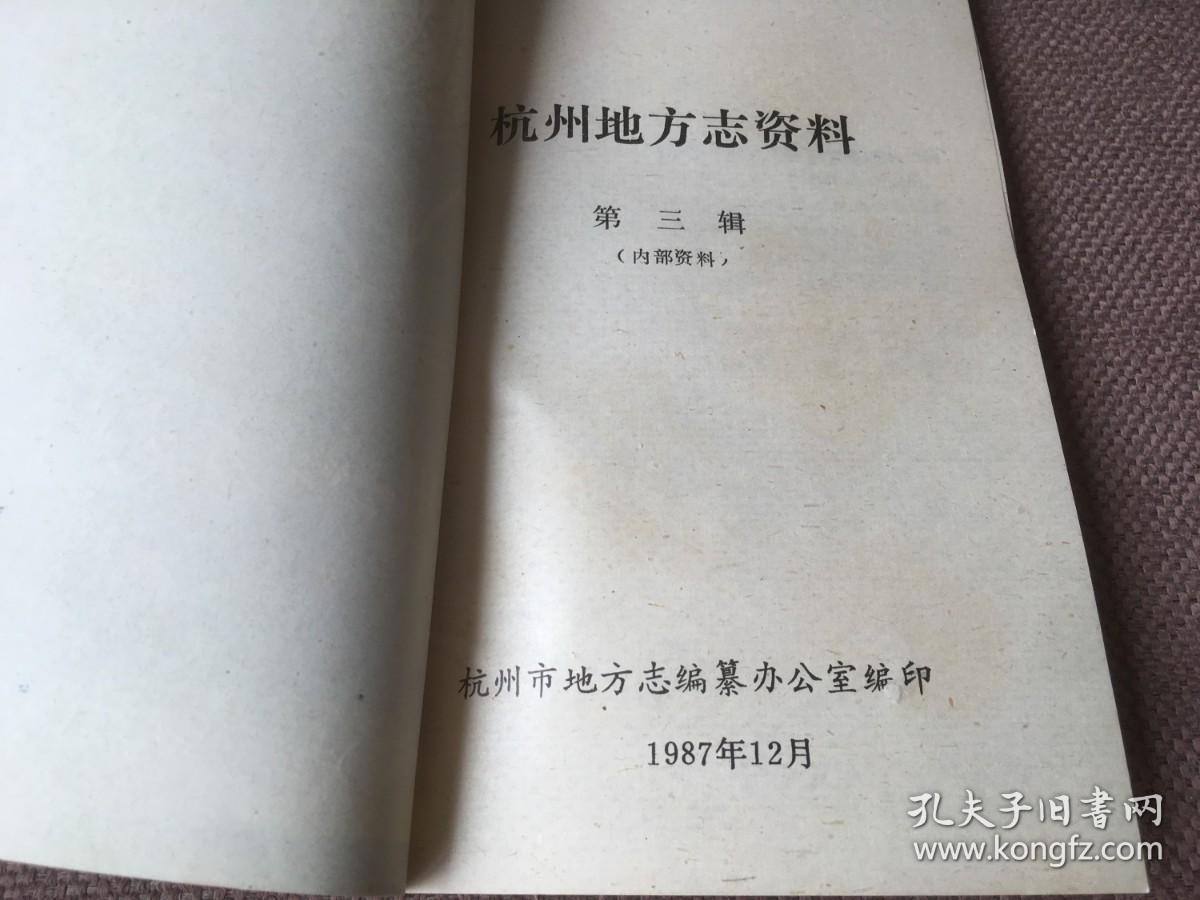 杭州地方志资料
第三辑
（内部资料）
杭州市地方志编纂办公室编印
1987年12月
孔夫子旧书网
www.kongfz.com